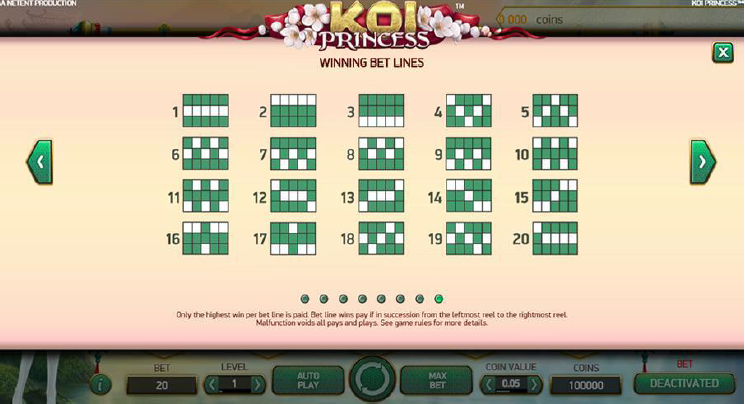 A NETENT PRODUCTION
KOI PRINCESS™
KOI™
PRINCESS
coins
WINNING BET LINES
1 2 3 4 5
6 7 8 9 10
11 12 13 14 15
16 17 18 19 20
Only the highest win per bet line is paid. Bet line wins pay if in succession from the leftmost reel to the rightmost reel.
Malfunction voids all pays and plays. See game rules for more details.
BET LEVEL COIN VALUE COINS BET
i 20 1 AUTO PLAY MAX BET 0.05 100000 DEACTIVATED